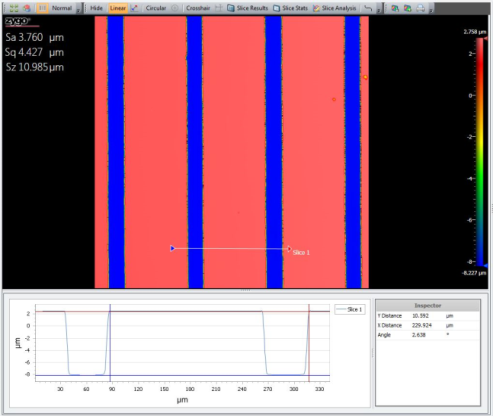 Normal Hide Linear Circular Crosshair Slice Results Slice Stats Slice Analysis
zygo
Sa 3.760 µm
Sq 4.427 µm
Sz 10.985 µm
2.758 µm
2-
0-
-2-
-4-
-6-
-8-
-8.227 µm
Slice 1
Slice 1
µm
2
0
-2
-4
-6
-8
30 60 90 120 150 180 210 240 270 300 330
µm
Inspector
Y Distance 10.592 µm
X Distance 229.924 µm
Angle 2.638 °